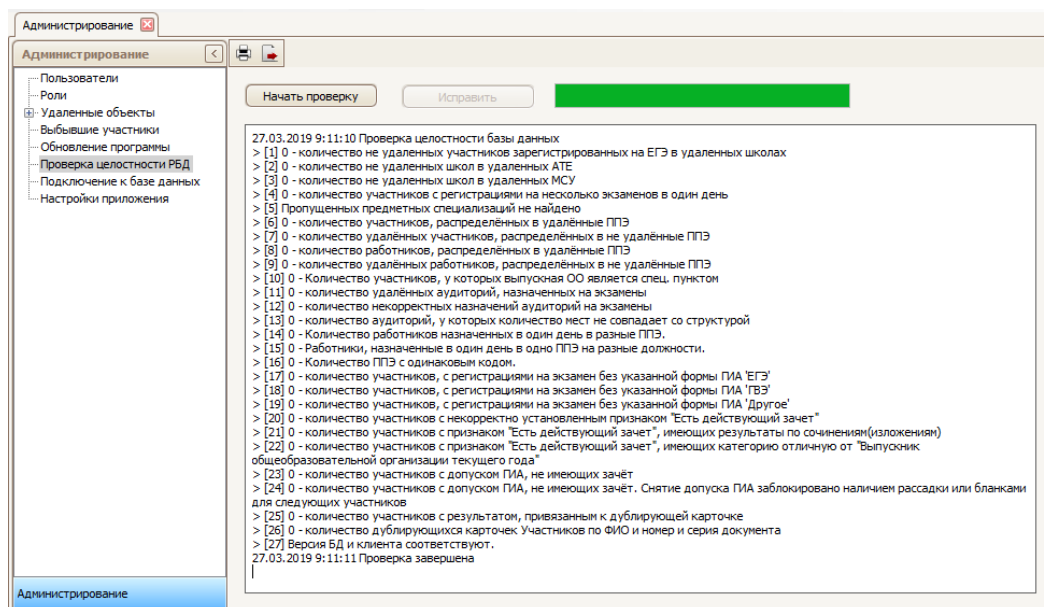 Администрирование
Администрирование
Пользователи
Роли
Удаленные объекты
Выбывшие участники
Обновление программы
Проверка целостности РБД
Подключение к базе данных
Настройки приложения
Администрирование
Начать проверку
Исправить
27.03.2019 9:11:10 Проверка целостности базы данных
> [1] 0 - количество не удаленных участников зарегистрированных на ЕГЭ в удаленных школах
> [2] 0 - количество не удаленных школ в удаленных АТЕ
> [3] 0 - количество не удаленных школ в удаленных МСУ
> [4] 0 - количество участников с регистрациями на несколько экзаменов в один день
> [5] Пропущенных предметных специализаций не найдено
> [6] 0 - количество участников, распределённых в удалённые ППЭ
> [7] 0 - количество удалённых участников, распределённых в не удалённые ППЭ
> [8] 0 - количество работников, распределённых в удалённые ППЭ
> [9] 0 - количество удалённых работников, распределённых в не удалённые ППЭ
> [10] 0 - Количество участников, у которых выпускная ОО является спец. пунктом
> [11] 0 - количество удалённых аудиторий, назначенных на экзамены
> [12] 0 - количество некорректных назначений аудиторий на экзамены
> [13] 0 - количество аудиторий, у которых количество мест не совпадает со структурой
> [14] 0 - Количество работников назначенных в один день в разные ППЭ.
> [15] 0 - Работники, назначенные в один день в одно ППЭ на разные должности.
> [16] 0 - Количество ППЭ с одинаковым кодом.
> [17] 0 - количество участников, с регистрациями на экзамен без указанной формы ГИА 'ЕГЭ'
> [18] 0 - количество участников, с регистрациями на экзамен без указанной формы ГИА 'ГВЭ'
> [19] 0 - количество участников, с регистрациями на экзамен без указанной формы ГИА 'Другое'
> [20] 0 - количество участников с некорректно установленным признаком "Есть действующий зачет"
> [21] 0 - количество участников с признаком "Есть действующий зачет", имеющих результаты по сочинениям(изложениям)
> [22] 0 - количество участников с признаком "Есть действующий зачет", имеющих категорию отличную от "Выпускник
общеобразовательной организации текущего года"
> [23] 0 - количество участников с допуском ГИА, не имеющих зачёт
> [24] 0 - количество участников с допуском ГИА, не имеющих зачёт. Снятие допуска ГИА заблокировано наличием рассадки или бланками
для следующих участников
> [25] 0 - количество участников с результатом, привязанным к дублирующей карточке
> [26] 0 - количество дублирующихся карточек Участников по ФИО и номер и серия документа
> [27] Версия БД и клиента соответствуют.
27.03.2019 9:11:11 Проверка завершена